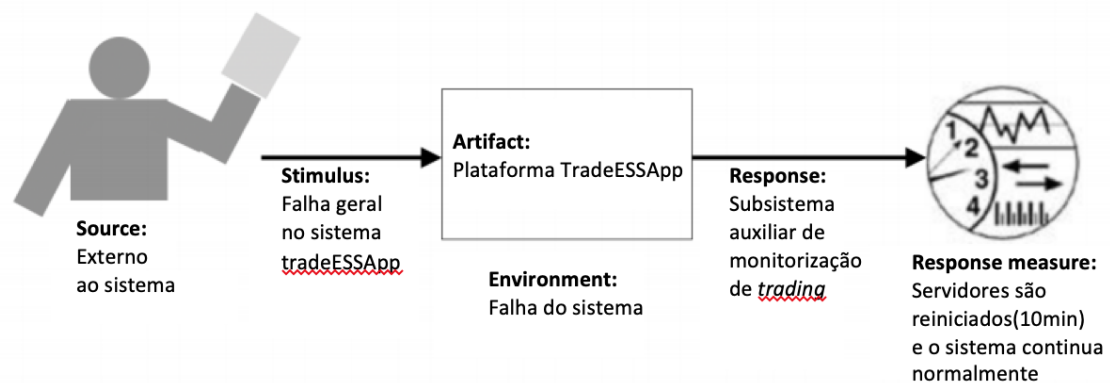 Source:
Externo
ao sistema
Stimulus:
Falha geral
no sistema
tradeESSApp
Artifact:
Plataforma TradeESSApp
Environment:
Falha do sistema
Response:
Subsistema
auxiliar de
monitorização
de trading
1
2
3
4
Response measure:
Servidores são
reiniciados(10min)
e o sistema continua
normalmente